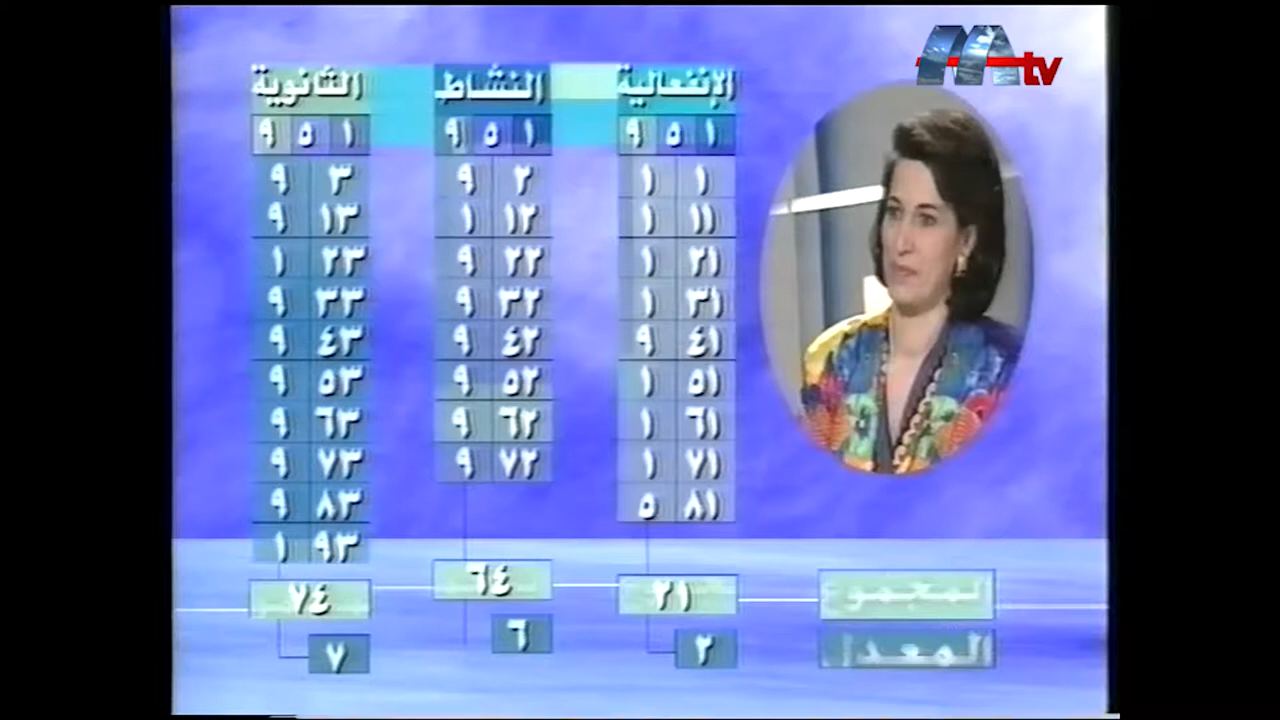 Mtv
الإنفعالية النشاط الثانوية
١ ٥ ٩ ١ ٥ ٩ ١ ٥ ٩
١ ١ ٢ ٩ ٣ ٩
١١ ١ ١٢ ١ ١٣ ٩
٢١ ١ ٢٢ ٩ ٢٣ ١
٣١ ١ ٣٢ ٩ ٣٣ ٩
٤١ ٩ ٤٢ ٩ ٤٣ ٩
٥١ ١ ٥٢ ٩ ٥٣ ٩
٦١ ١ ٦٢ ٩ ٦٣ ٩
٧١ ١ ٧٢ ٩ ٧٣ ٩
٨١ ٥ ٨٣ ٩
٩٣ ١
المجموع ٢١ ٦٤ ٧٤
المعدل ٢ ٦ ٧